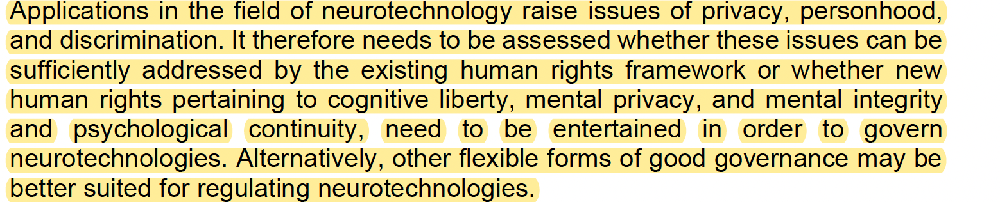 Applications in the field of neurotechnology raise issues of privacy, personhood,
and discrimination. It therefore needs to be assessed whether these issues can be
sufficiently addressed by the existing human rights framework or whether new
human rights pertaining to cognitive liberty, mental privacy, and mental integrity
and psychological continuity, need to be entertained in order to govern
neurotechnologies. Alternatively, other flexible forms of good governance may be
better suited for regulating neurotechnologies.